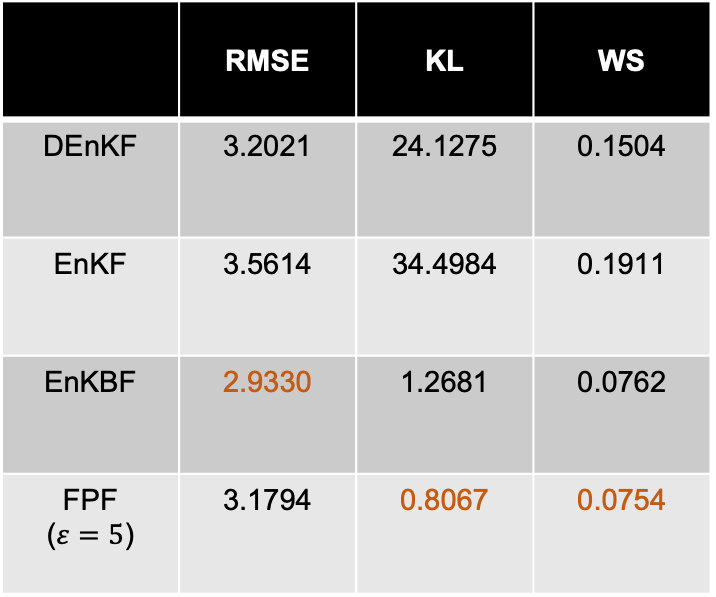 RMSE KL WS
DEnKF 3.2021 24.1275 0.1504
EnKF 3.5614 34.4984 0.1911
EnKBF 2.9330 1.2681 0.0762
FPF 3.1794 0.8067 0.0754
(ε = 5)